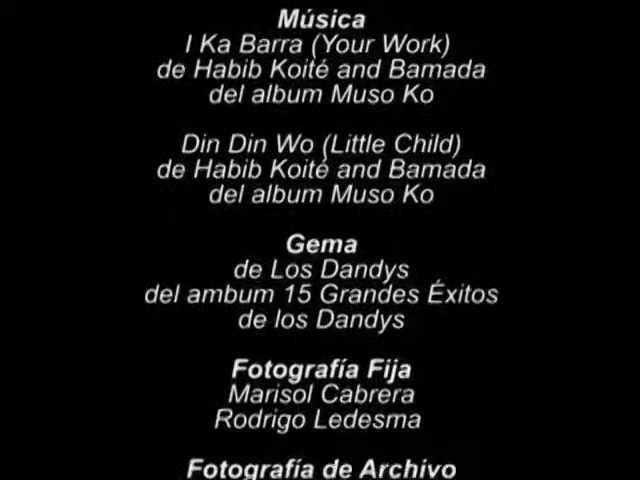 Música
I Ka Barra (Your Work)
de Habib Koité and Bamada
del album Muso Ko
Din Din Wo (Little Child)
de Habib Koité and Bamada
del album Muso Ko
Gema
de Los Dandys
del ambum 15 Grandes Éxitos
de los Dandys
Fotografía Fija
Marisol Cabrera
Rodrigo Ledesma
Fotografía de Archivo